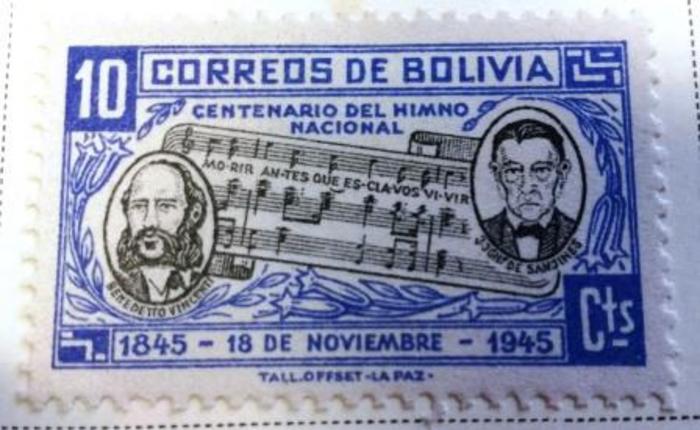 10 CORREOS DE BOLIVIA
CENTENARIO DEL HIMNO
NACIONAL
MO-RIR AN-TES QUE ES-CLA-VOS VI-VIR
BENEDETTO VINCENTI
DE SANJINES
Cts
1845 - 18 DE NOVIEMBRE - 1945
TALL. OFFSET - LA PAZ -